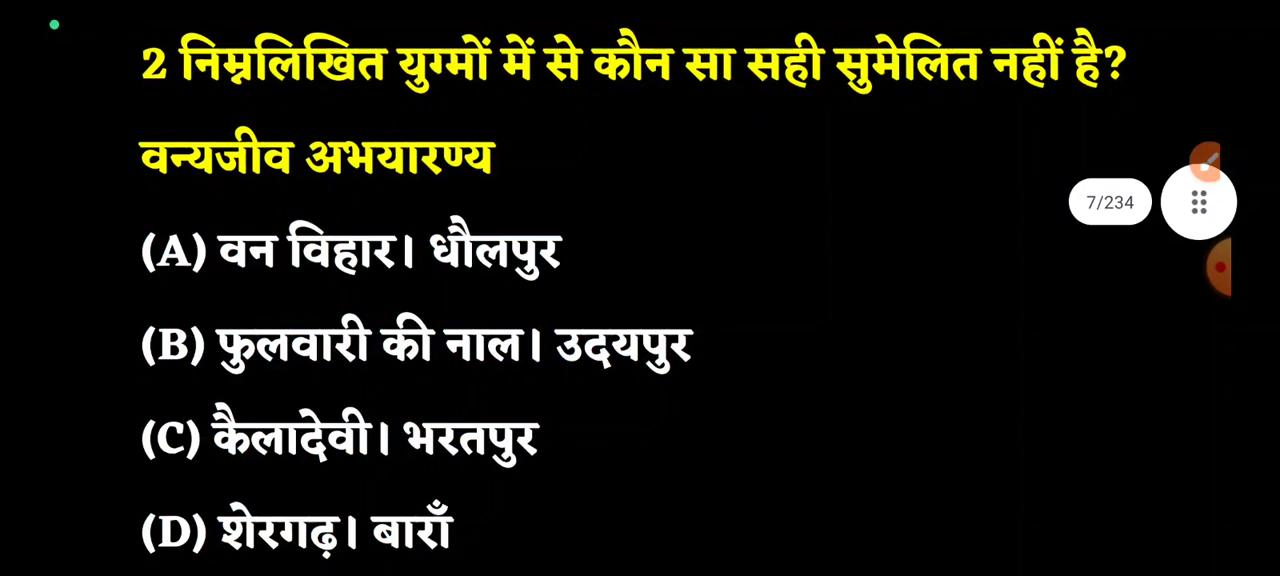 2 निम्नलिखित युग्मों में से कौन सा सही सुमेलित नहीं है?
वन्यजीव अभयारण्य
7/234
(A) वन विहार। धौलपुर
(B) फुलवारी की नाल। उदयपुर
(C) कैलादेवी। भरतपुर
(D) शेरगढ़। बाराँ